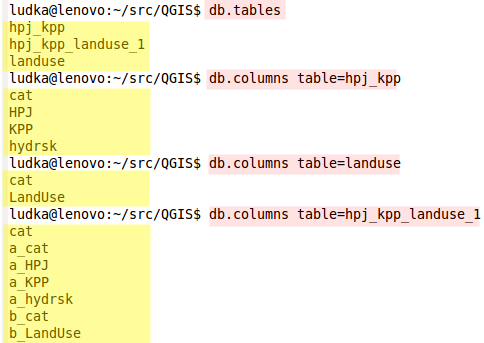 ludka@lenovo:~/src/QGIS$ db.tables
hpj_kpp
hpj_kpp_landuse_1
landuse
ludka@lenovo:~/src/QGIS$ db.columns table=hpj_kpp
cat
HPJ
KPP
hydrsk
ludka@lenovo:~/src/QGIS$ db.columns table=landuse
cat
LandUse
ludka@lenovo:~/src/QGIS$ db.columns table=hpj_kpp_landuse_1
cat
a_cat
a_HPJ
a_KPP
a_hydrsk
b_cat
b_LandUse